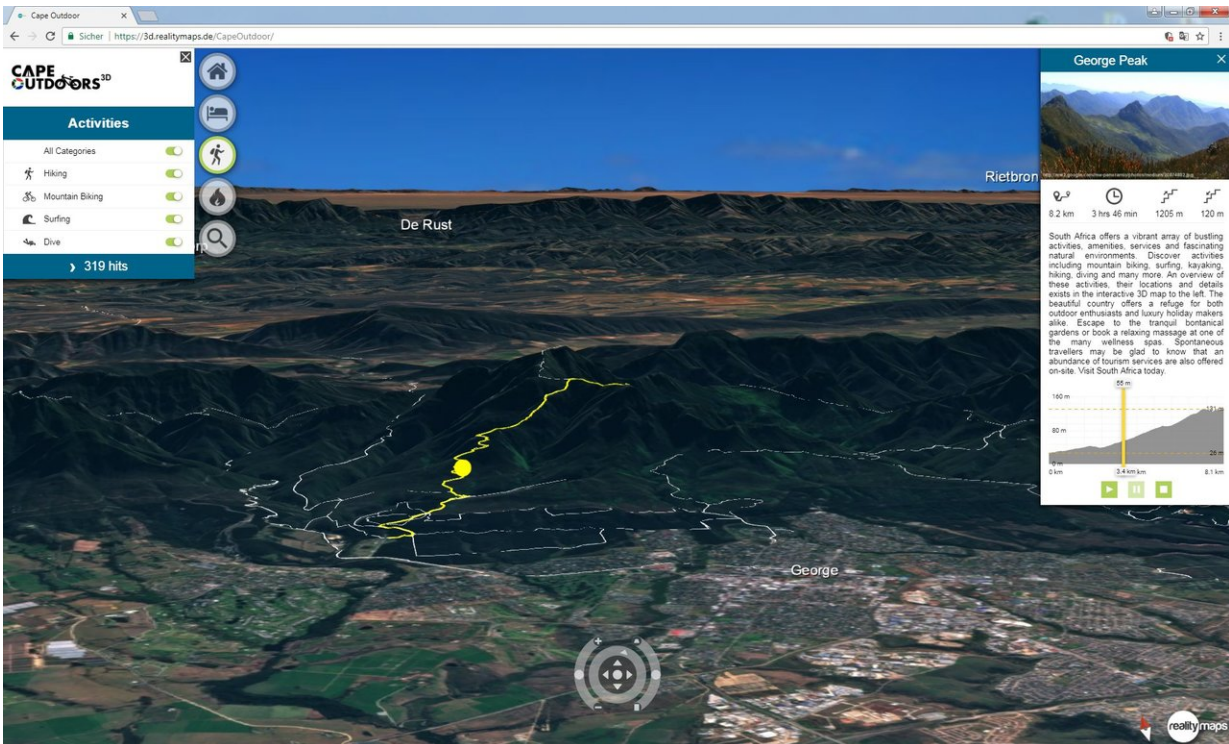 Cape Outdoor
Sicher | https://3d.realitymaps.de/CapeOutdoor/
CAPE
OUTDOORS 3D
Activities
All Categories
Hiking
Mountain Biking
Surfing
Dive
319 hits
De Rust
Rietbron
George
George Peak
8.2 km 3 hrs 46 min 1205 m 120 m
South Africa offers a vibrant array of bustling
activities, amenities, services and fascinating
natural environments. Discover activities
including mountain biking, surfing, kayaking,
hiking, diving and many more. An overview of
these activities, their locations and details
exists in the interactive 3D map to the left. The
beautiful country offers a refuge for both
outdoor enthusiasts and luxury holiday makers
alike. Escape to the tranquil bontanical
gardens or book a relaxing massage at one of
the many wellness spas. Spontaneous
travellers may be glad to know that an
abundance of tourism services are also offered
on-site. Visit South Africa today.
55 m
160 m
80 m
26 m
0 m
0 km 3.4 km km 8.1 km
reality maps